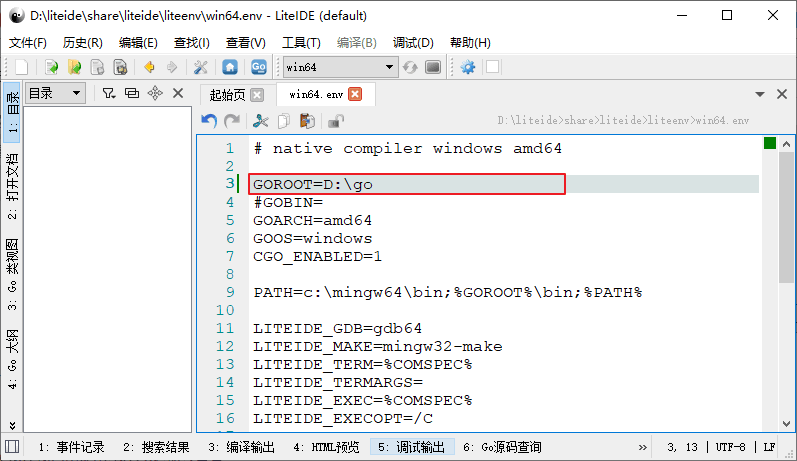 D:\liteide\share\liteide\liteenv\win64.env - LiteIDE (default)
文件(F) 历史(R) 编辑(E) 查找(I) 查看(V) 工具(T) 编译(B) 调试(D) 帮助(H)
Go win64
目录 起始页 win64.env
D:\liteide>share>liteide>liteenv>win64.env
1: 目录
2: 打开文档
3: Go 类视图
4: Go 大纲
1 # native compiler windows amd64
2
3 GOROOT=D:\go
4 #GOBIN=
5 GOARCH=amd64
6 GOOS=windows
7 CGO_ENABLED=1
8
9 PATH=c:\mingw64\bin;%GOROOT%\bin;%PATH%
10
11 LITEIDE_GDB=gdb64
12 LITEIDE_MAKE=mingw32-make
13 LITEIDE_TERM=%COMSPEC%
14 LITEIDE_TERMARGS=
15 LITEIDE_EXEC=%COMSPEC%
16 LITEIDE_EXECOPT=/C
1: 事件记录 2: 搜索结果 3: 编译输出 4: HTML预览 5: 调试输出 6: Go源码查询 » 3, 13 | UTF-8 | LF